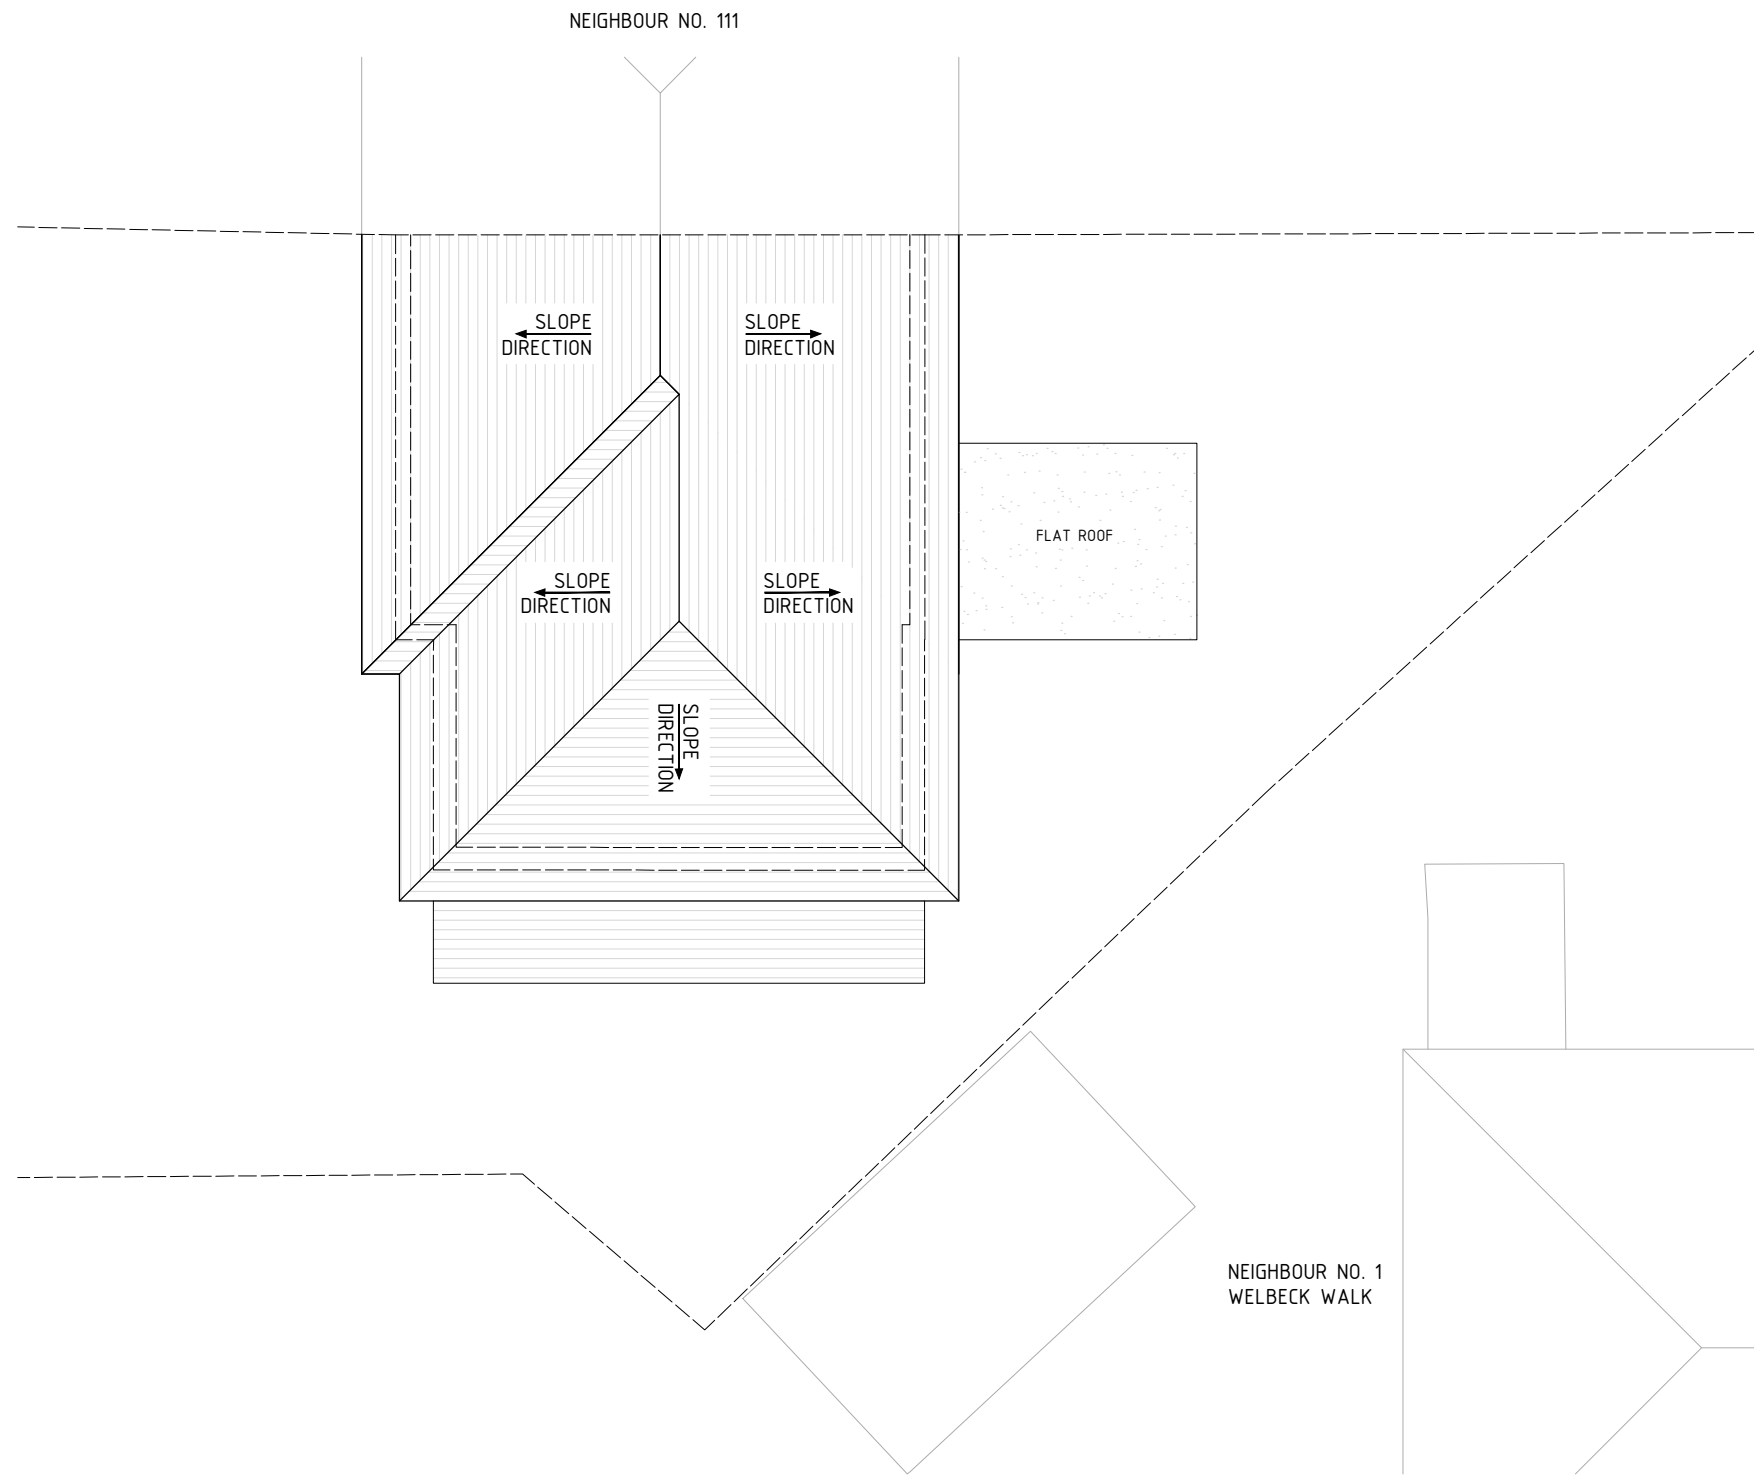 NEIGHBOUR NO. 111
SLOPE
DIRECTION
SLOPE
DIRECTION
FLAT ROOF
SLOPE
DIRECTION
SLOPE
DIRECTION
SLOPE
DIRECTION
NEIGHBOUR NO. 1
WELBECK WALK